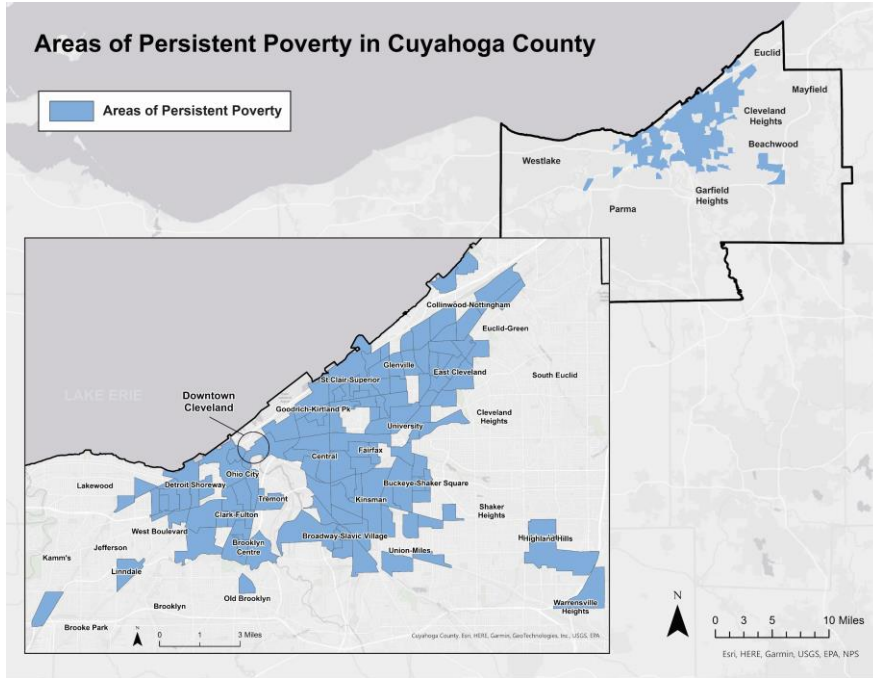 Areas of Persistent Poverty in Cuyahoga County
Areas of Persistent Poverty
Euclid
Mayfield
Cleveland
Heights
Beachwood
Westlake
Garfield
Heights
Parma
Collinwood-Nottingham
Euclid-Green
Glenville
East Cleveland
St Clair-Superior
South Euclid
LAKE ERIE
Downtown
Cleveland
Goodrich-Kirtland Pk
Cleveland
Heights
University
Fairfax
Central
Ohio City
Lakewood
Detroit Shoreway
Buckeye-Shaker Square
Tremont
Kinsman
Clark-Fulton
Shaker
Heights
West Boulevard
Broadway-Slavic Village
Highland Hills
Brooklyn
Centre
Jefferson
Union-Miles
Kamm's
Linndale
Old Brooklyn
Warrensville
Heights
Brooklyn
Brooke Park
N
0 1 3 Miles
Cuyahoga County, Esri, HERE, Garmin, GeoTechnologies, Inc., USGS, EPA
N
0 3 5 10 Miles
Esri, HERE, Garmin, USGS, EPA, NPS